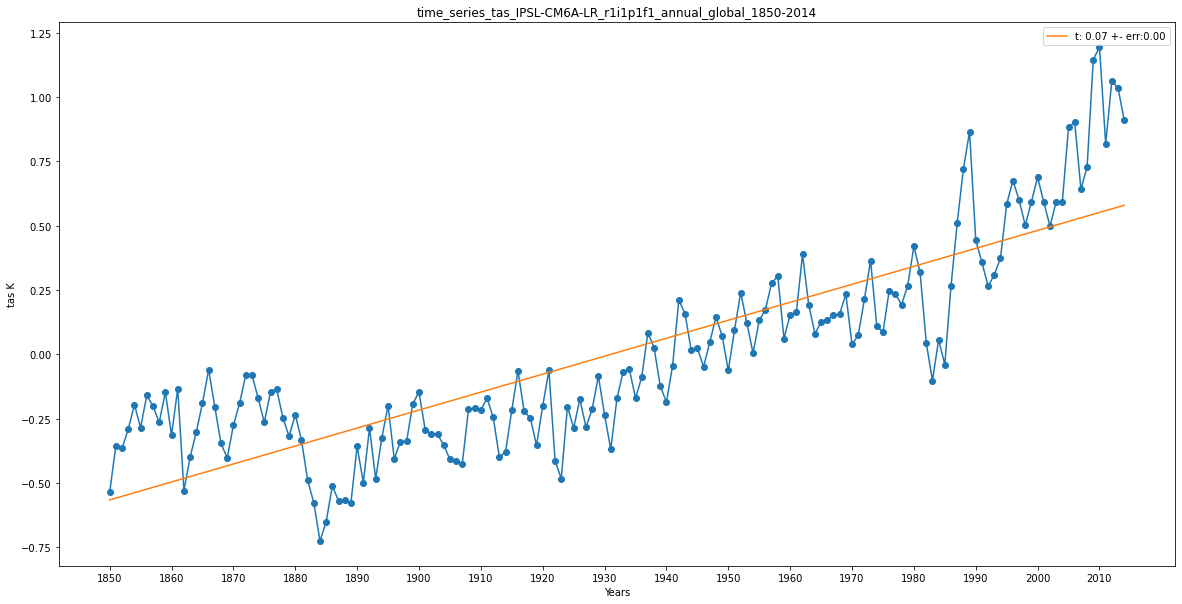 time_series_tas_IPSL-CM6A-LR_r1i1p1f1_annual_global_1850-2014
t: 0.07 +- err:0.00
1.25
1.00
0.75
0.50
0.25
0.00
−0.25
−0.50
−0.75
tas K
1850 1860 1870 1880 1890 1900 1910 1920 1930 1940 1950 1960 1970 1980 1990 2000 2010
Years